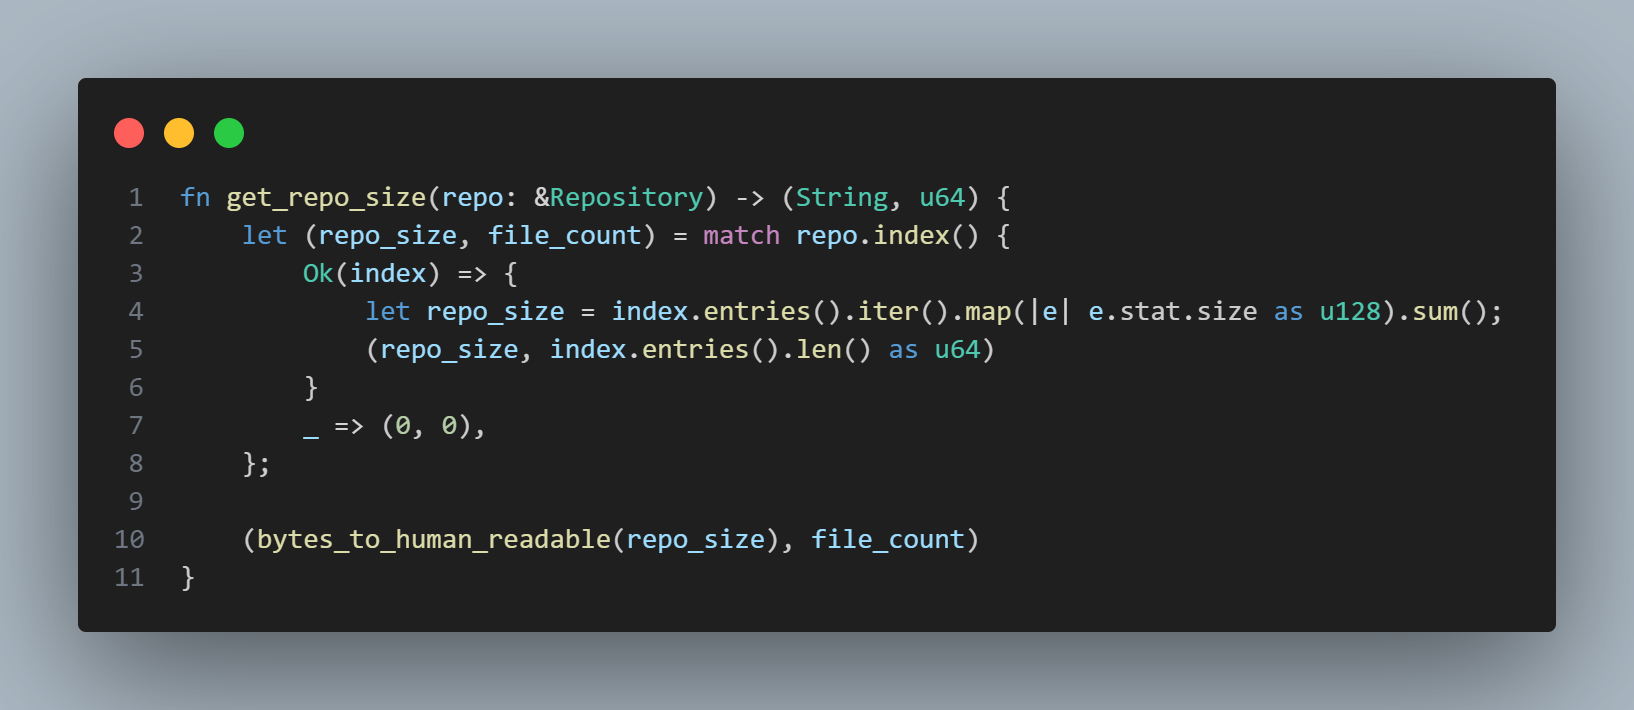 1 fn get_repo_size(repo: &Repository) -> (String, u64) {
2     let (repo_size, file_count) = match repo.index() {
3         Ok(index) => {
4             let repo_size = index.entries().iter().map(|e| e.stat.size as u128).sum();
5             (repo_size, index.entries().len() as u64)
6         }
7         _ => (0, 0),
8     };
9
10     (bytes_to_human_readable(repo_size), file_count)
11 }